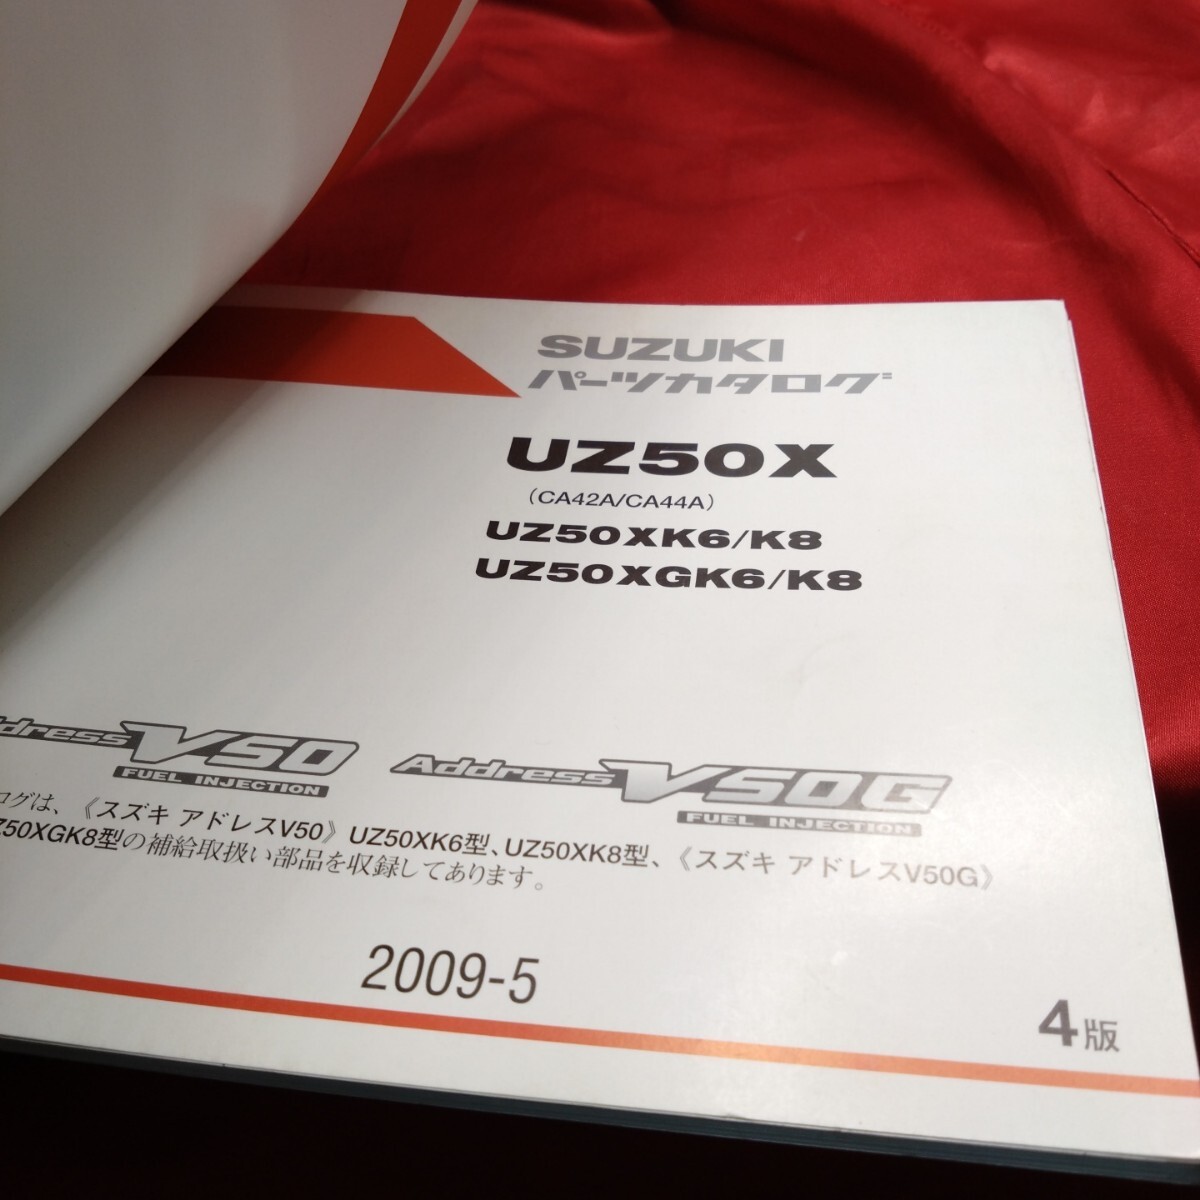 SUZUKI
パーツカタログ
UZ50X
(CA42A/CA44A)
UZ50XK6/K8
UZ50XGK6/K8
ddress V50
FUEL INJECTION
Address V50G
FUEL INJECTION
ログは、《スズキ アドレスV50》UZ50XK6型、UZ50XK8型、《スズキ アドレスV50G》
Z50XGK8型の補給取扱い部品を収録してあります。
2009-5
4版